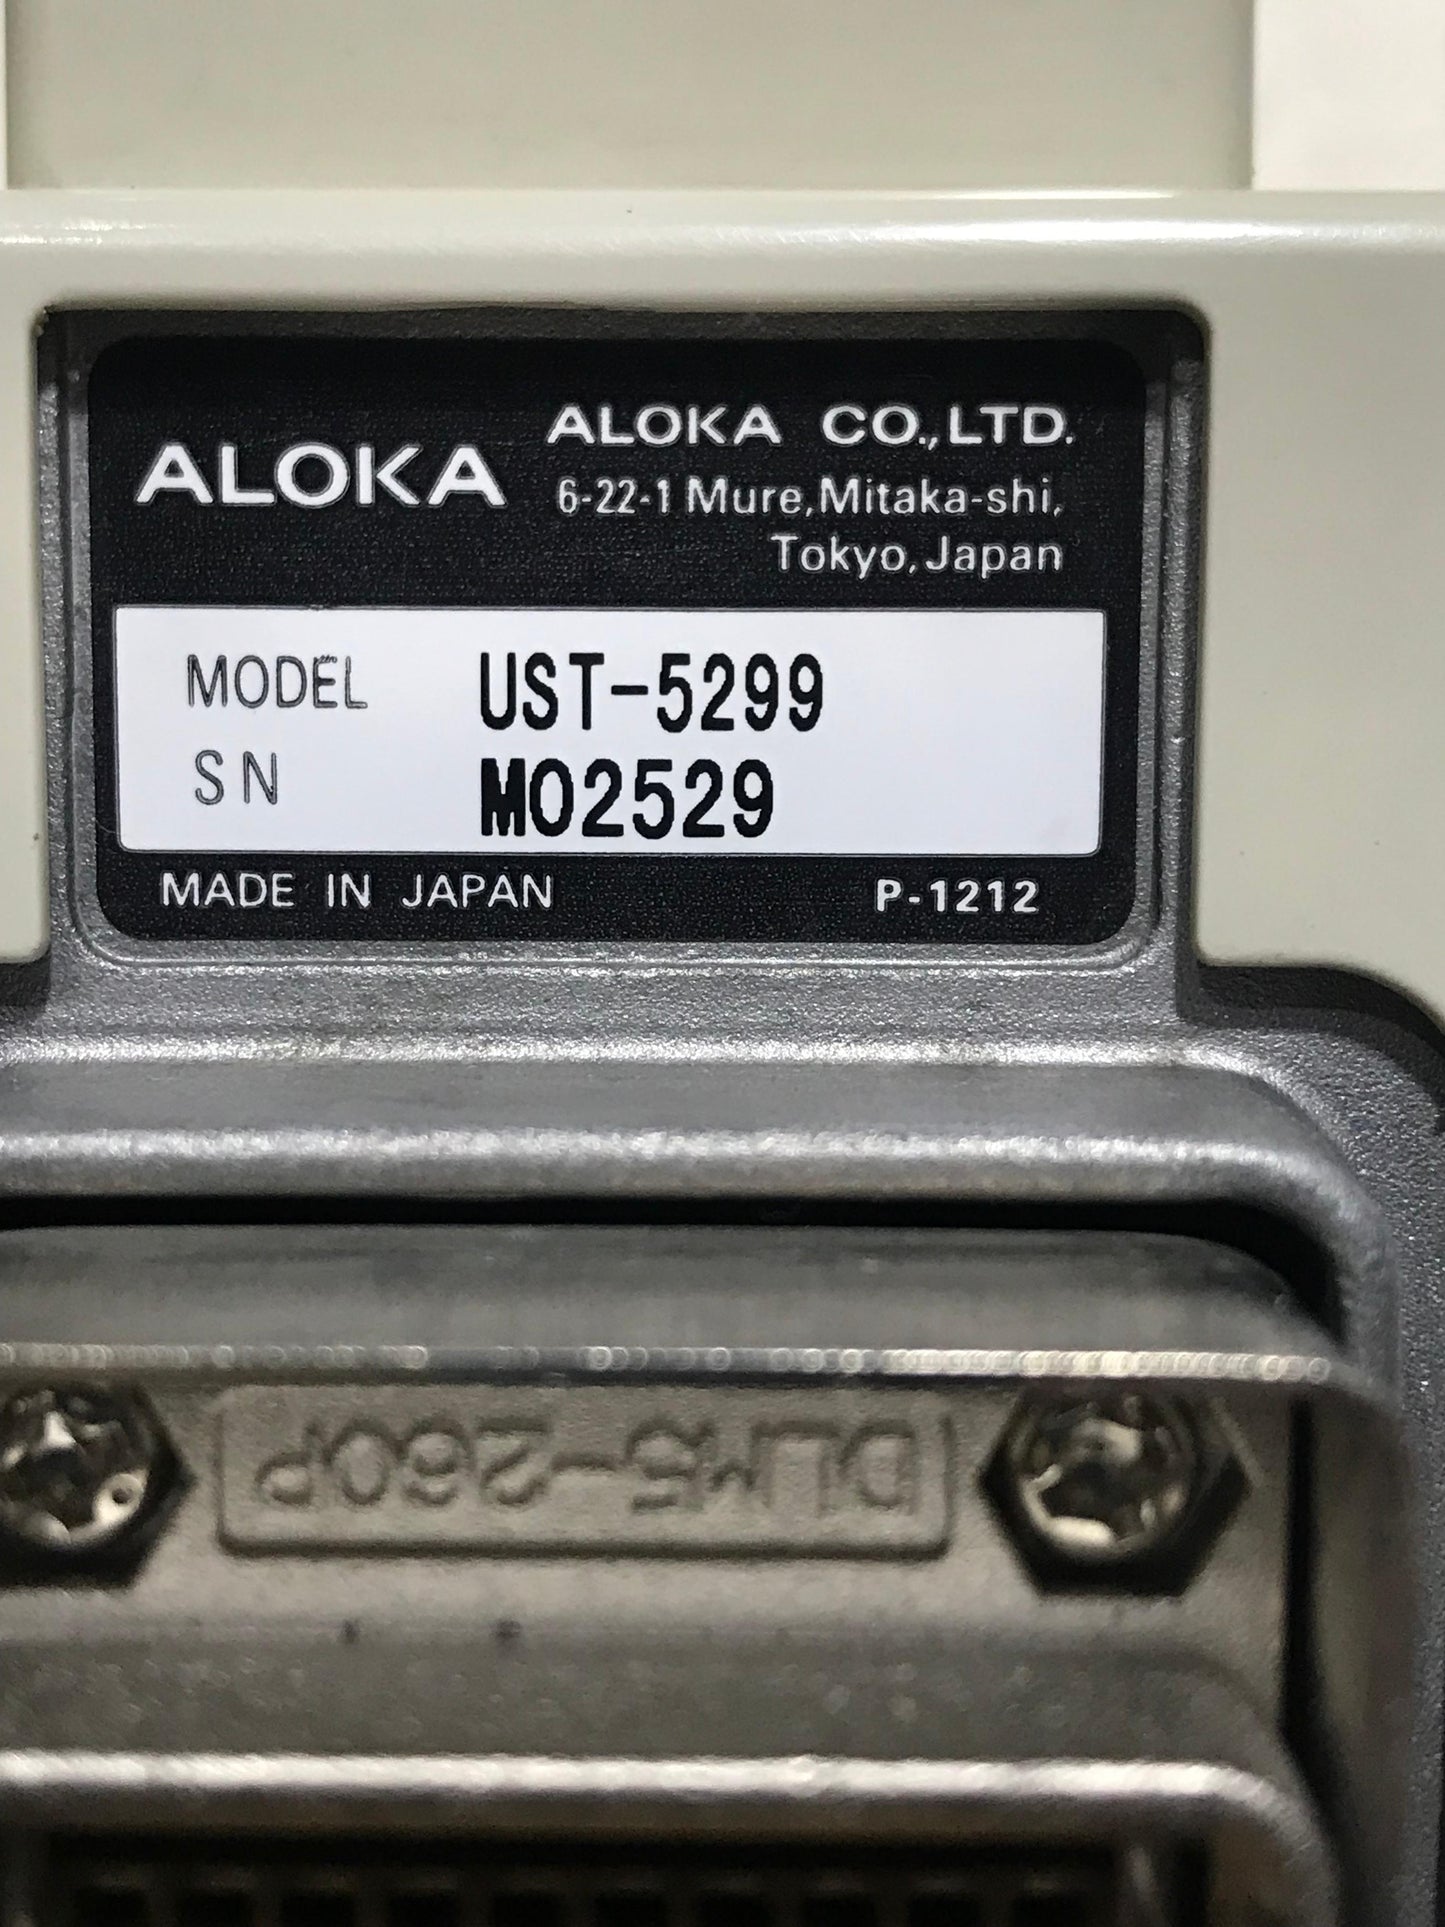 ALOKA
ALOKA CO.,LTD.
6-22-1 Mure,Mitaka-shi,
Tokyo,Japan
MODEL UST-5299
SN M02529
MADE IN JAPAN P-1212
DLM5-260P